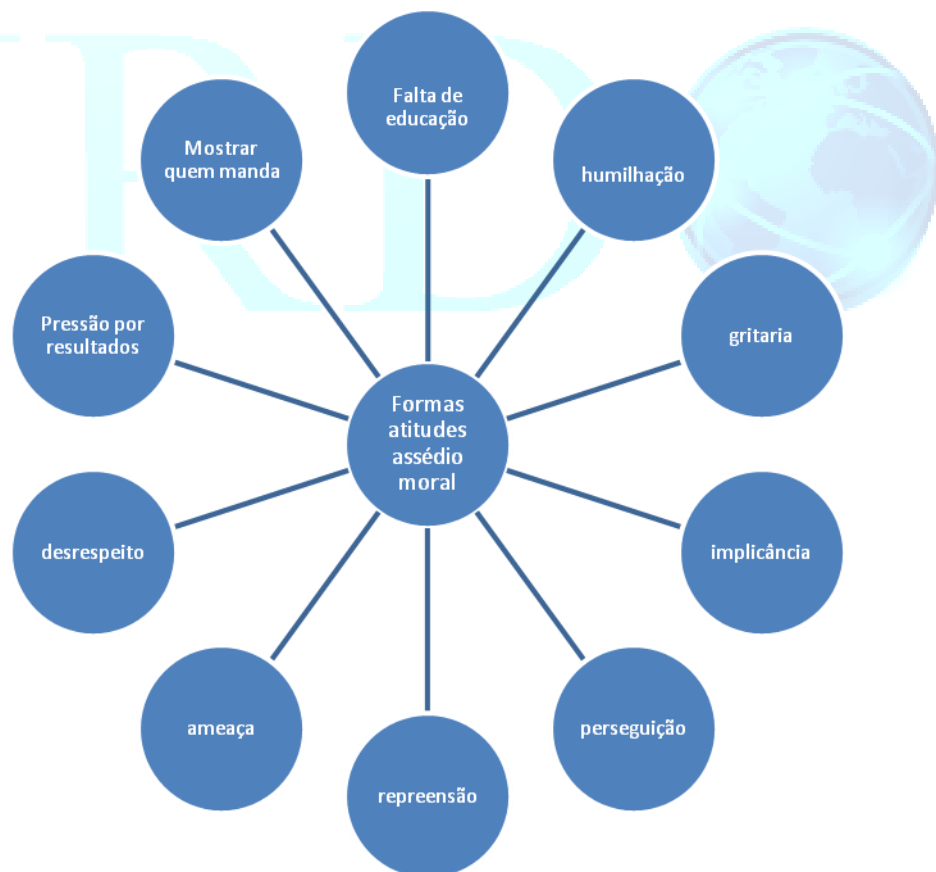 Falta de
educação
humilhação
gritaria
implicância
perseguição
repreensão
ameaça
desrespeito
Pressão por
resultados
Mostrar
quem manda
Formas
atitudes
assédio
moral